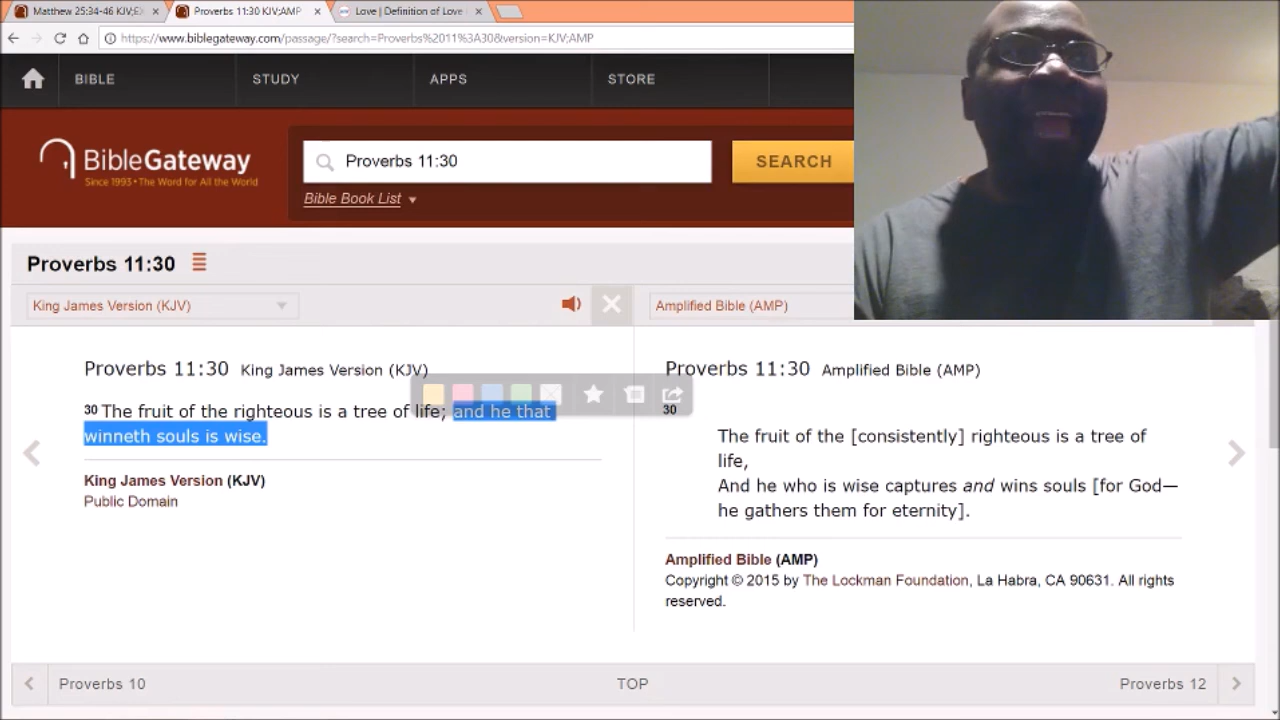 Matthew 25:34-46 KJV;E
Proverbs 11:30 KJV;AMP
Love | Definition of Love
https://www.biblegateway.com/passage/?search=Proverbs%2011%3A30&version=KJV;AMP
BIBLE STUDY APPS STORE
BibleGateway
Since 1993 • The Word for All the World
Proverbs 11:30
SEARCH
Bible Book List
Proverbs 11:30
King James Version (KJV)
Amplified Bible (AMP)
Proverbs 11:30 King James Version (KJV)
30 The fruit of the righteous is a tree of life; and he that
winneth souls is wise.
King James Version (KJV)
Public Domain
Proverbs 11:30 Amplified Bible (AMP)
30
The fruit of the [consistently] righteous is a tree of
life,
And he who is wise captures and wins souls [for God—
he gathers them for eternity].
Amplified Bible (AMP)
Copyright © 2015 by The Lockman Foundation, La Habra, CA 90631. All rights
reserved.
Proverbs 10 TOP Proverbs 12